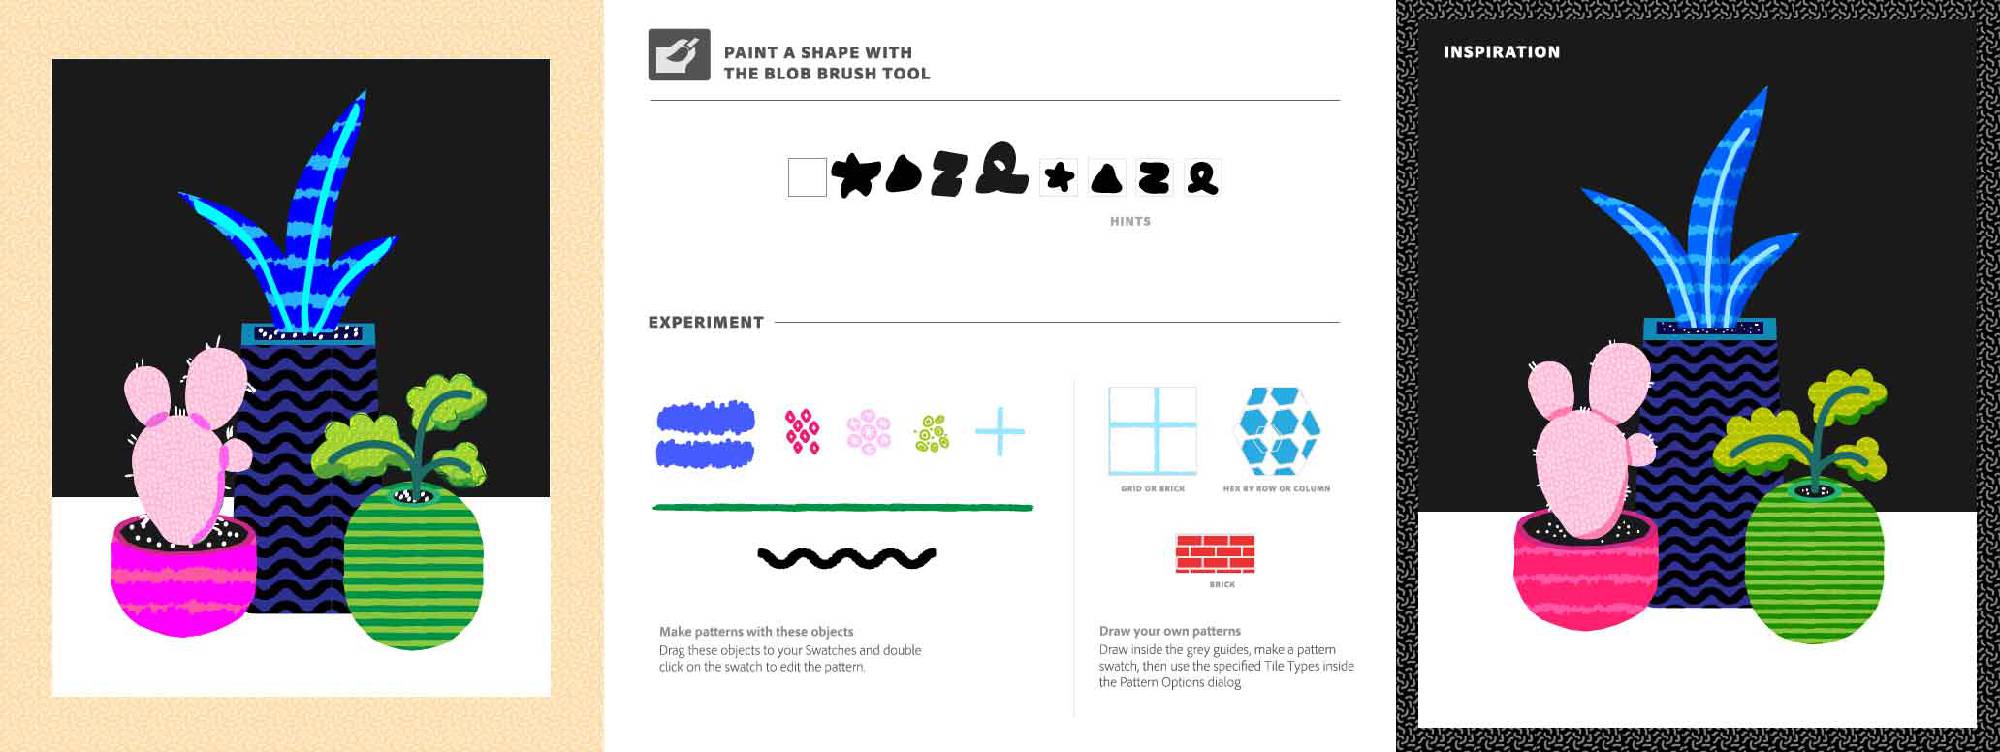 PAINT A SHAPE WITH
THE BLOB BRUSH TOOL
HINTS
EXPERIMENT
GRID OR BRICK
HEX BY ROW OR COLUMN
BRICK
Make patterns with these objects
Drag these objects to your Swatches and double
click on the swatch to edit the pattern.
Draw your own patterns
Draw inside the grey guides, make a pattern
swatch, then use the specified Tile Types inside
the Pattern Options dialog
INSPIRATION